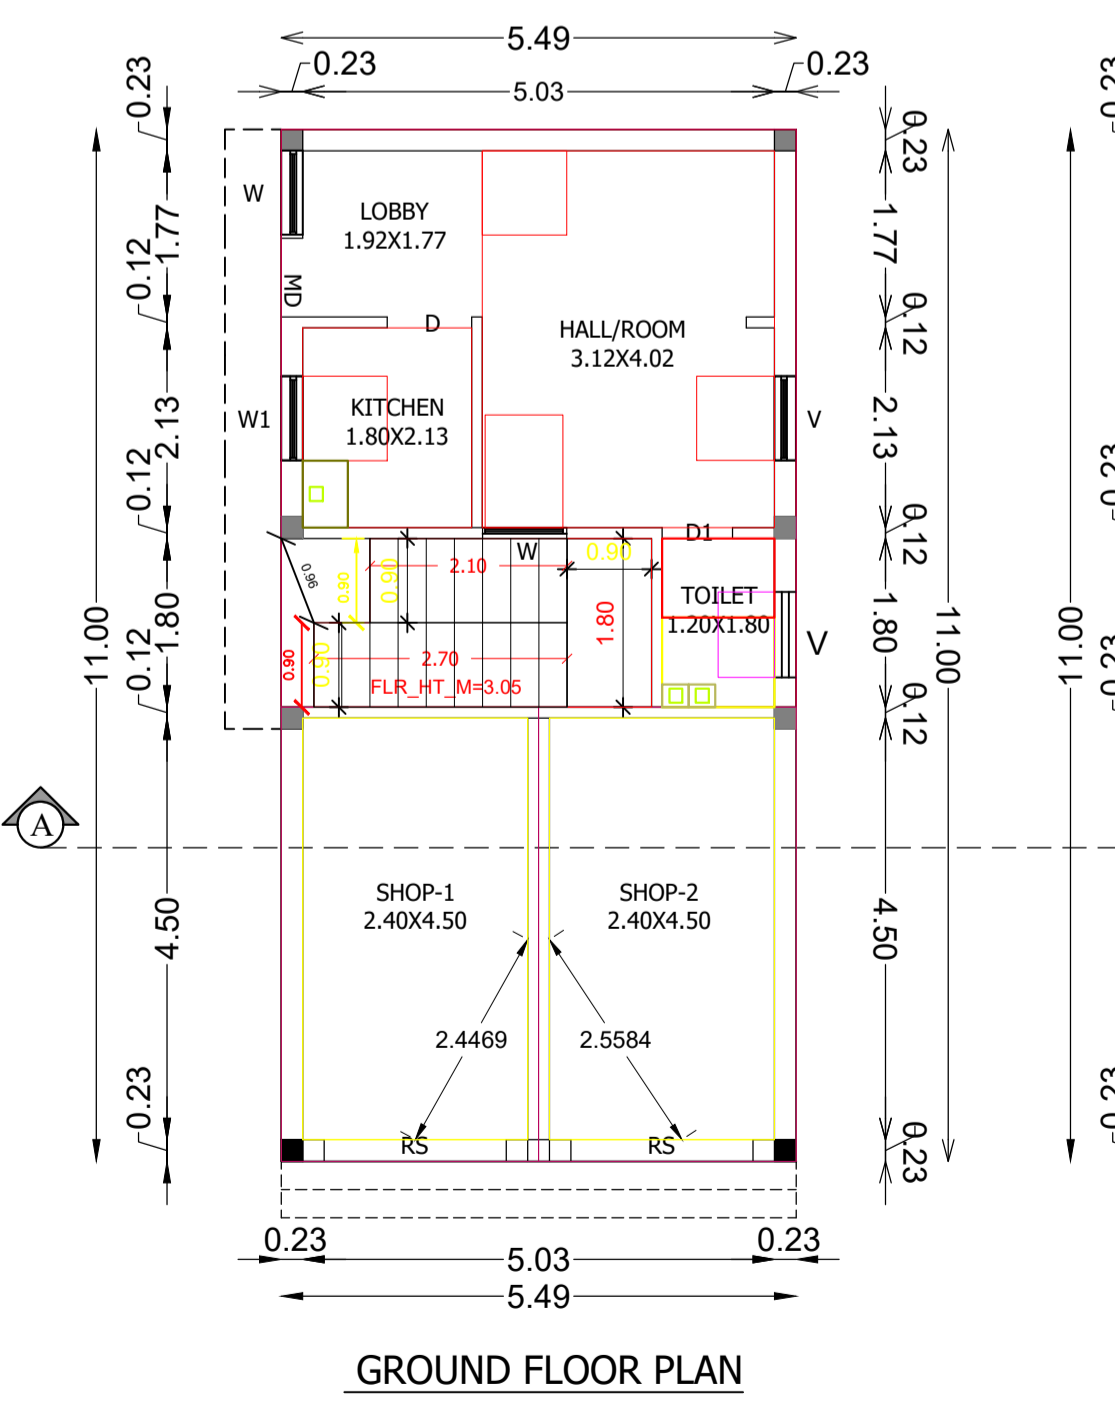 5.49
0.23
0.23
5.03
0.23
0.23
0.23
W
LOBBY
1.92X1.77
1.77
1.77
0.12
MD
D
HALL/ROOM
3.12X4.02
0.12
W1
KITCHEN
1.80X2.13
V
2.13
2.13
0.12
W
D1
0.12
0.96
0.90
0.90
2.10
0.90
TOILET
1.20X1.80
11.00
1.80
1.80
1.80
11.00
11.00
0.12
0.90
0.90
2.70
V
FLR_HT_M=3.05
0.12
A
SHOP-1
2.40X4.50
SHOP-2
2.40X4.50
4.50
4.50
2.4469
2.5584
0.23
RS
RS
0.23
0.23
5.03
0.23
5.49
GROUND FLOOR PLAN